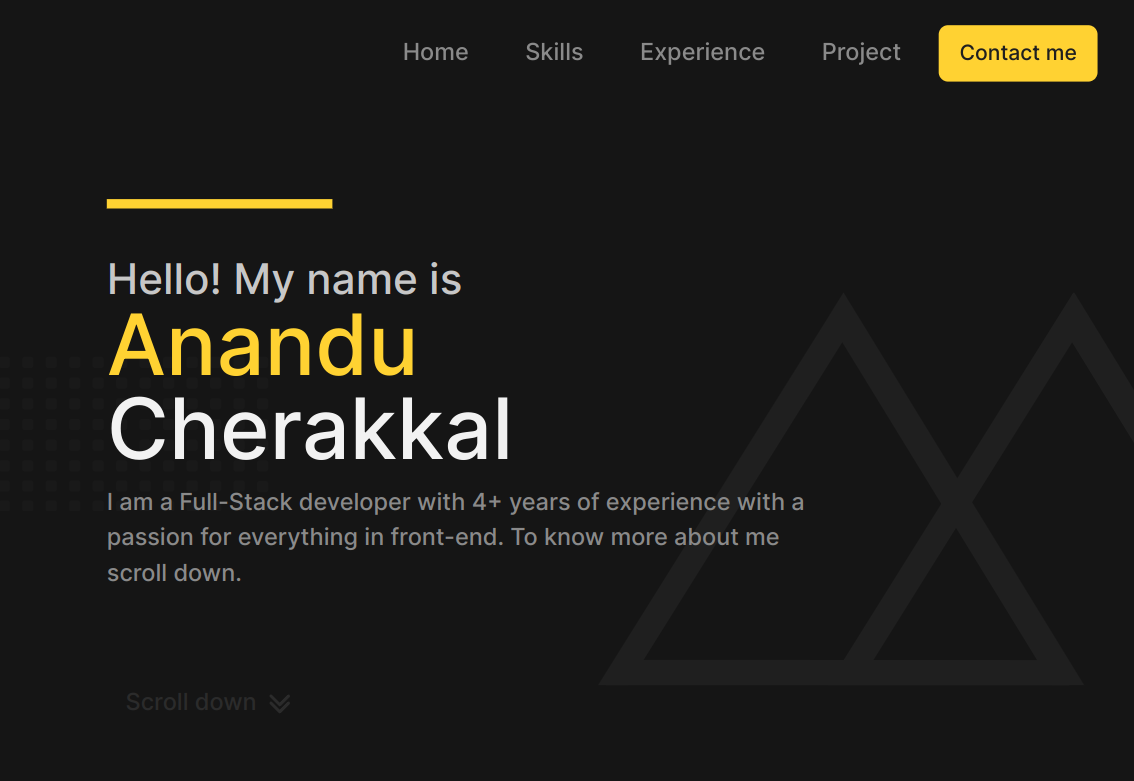 Home Skills Experience Project Contact me
Hello! My name is
Anandu
Cherakkal
I am a Full-Stack developer with 4+ years of experience with a
passion for everything in front-end. To know more about me
scroll down.
Scroll down